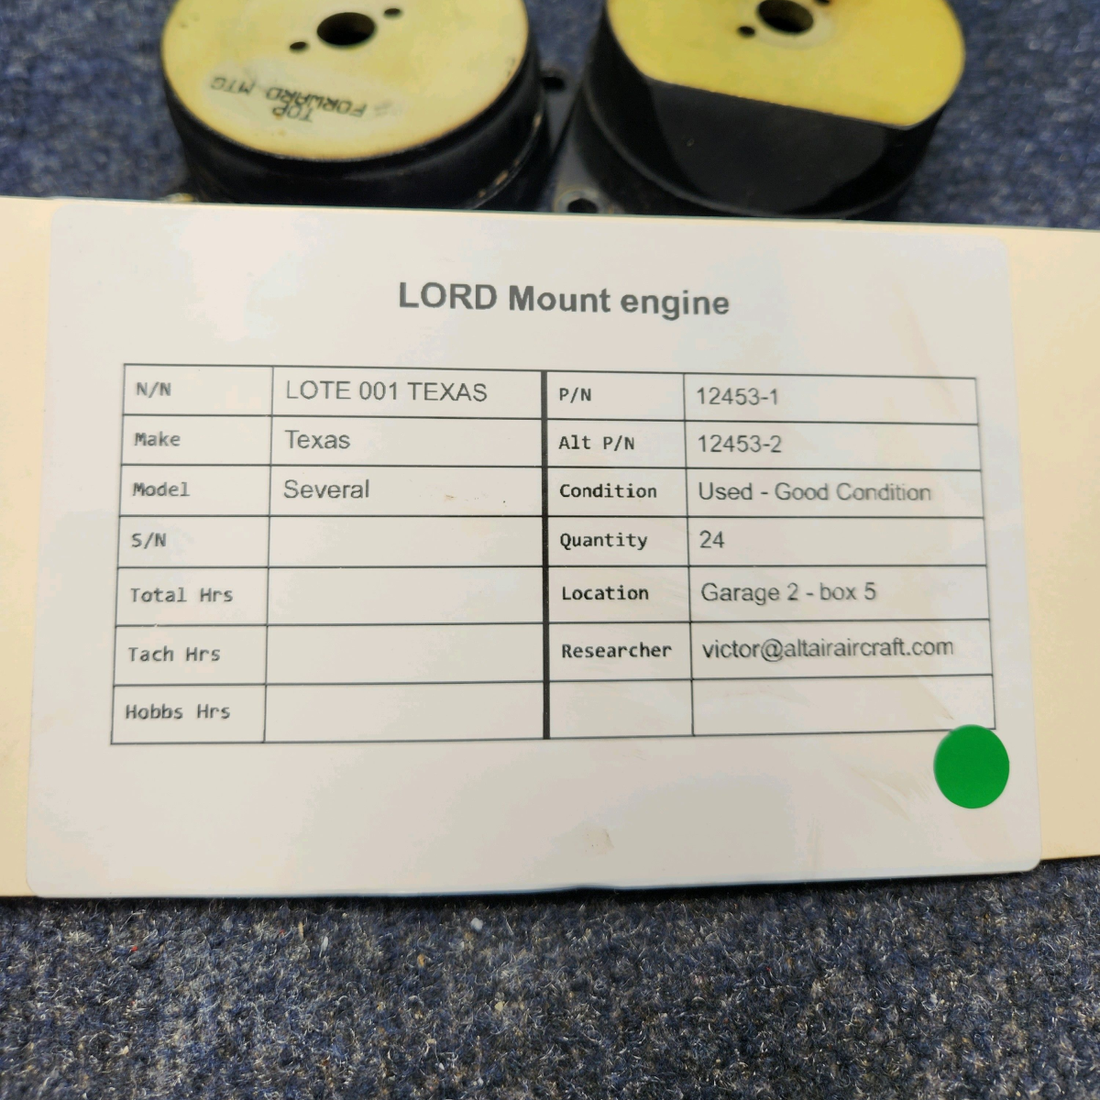 TOP
FORWARD MTG
LORD Mount engine
N/N LOTE 001 TEXAS P/N 12453-1
Make Texas Alt P/N 12453-2
Model Several Condition Used - Good Condition
S/N Quantity 24
Total Hrs Location Garage 2 - box 5
Tach Hrs Researcher victor@altairaircraft.com
Hobbs Hrs